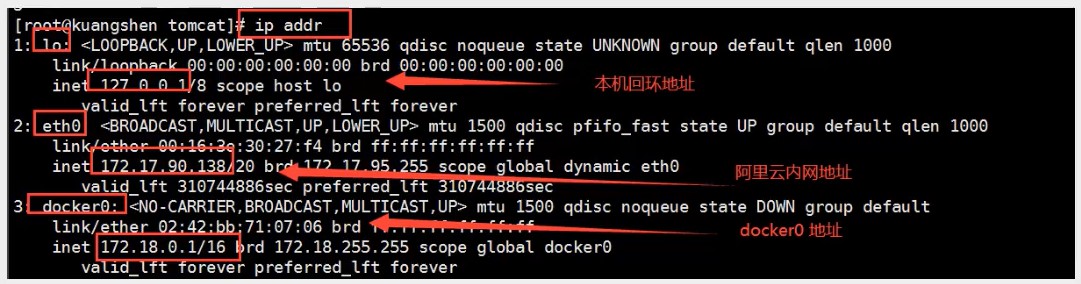 [root@kuangshen tomcat]# ip addr
1: lo: <LOOPBACK,UP,LOWER_UP> mtu 65536 qdisc noqueue state UNKNOWN group default qlen 1000
link/loopback 00:00:00:00:00:00 brd 00:00:00:00:00:00
inet 127.0.0.1/8 scope host lo
本机回环地址
valid_lft forever preferred_lft forever
2: eth0: <BROADCAST,MULTICAST,UP,LOWER_UP> mtu 1500 qdisc pfifo_fast state UP group default qlen 1000
link/ether 00:16:3e:30:27:f4 brd ff:ff:ff:ff:ff:ff
inet 172.17.90.138/20 brd 172.17.95.255 scope global dynamic eth0
阿里云内网地址
valid_lft 310744886sec preferred_lft 310744886sec
3: docker0: <NO-CARRIER,BROADCAST,MULTICAST,UP> mtu 1500 qdisc noqueue state DOWN group default
link/ether 02:42:bb:71:07:06 brd ff:ff:ff:ff:ff:ff
docker0 地址
inet 172.18.0.1/16 brd 172.18.255.255 scope global docker0
valid_lft forever preferred_lft forever